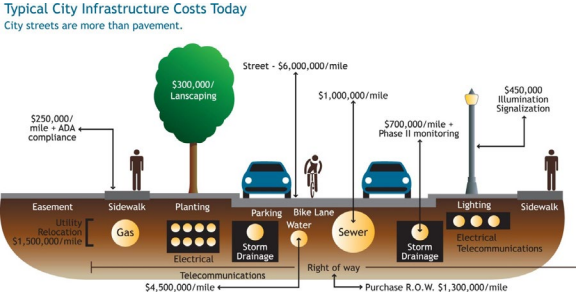 Typical City Infrastructure Costs Today
City streets are more than pavement.
$300,000/
Lanscaping
Street - $6,000,000/mile
$1,000,000/mile
$450,000
Illumination
Signalization
$250,000/
mile + ADA
compliance
$700,000/mile +
Phase II monitoring
Easement
Sidewalk
Planting
Parking
Bike Lane
Lighting
Sidewalk
Utility
Relocation
$1,500,000/mile
Gas
Electrical
Storm
Drainage
Water
Sewer
Storm
Drainage
Electrical
Telecommunications
Telecommunications
Right of way
$4,500,000/mile
Purchase R.O.W. $1,300,000/mile